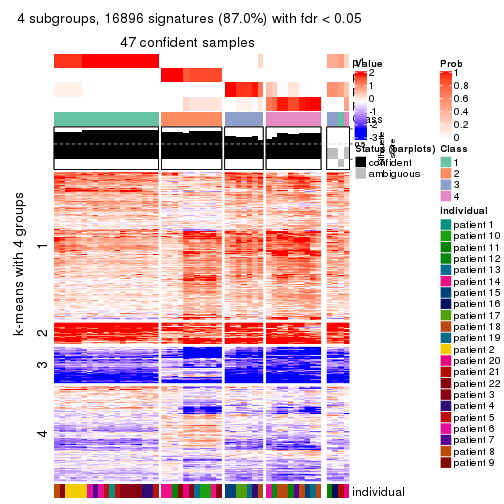 4 subgroups, 16896 signatures (87.0%) with fdr < 0.05
47 confident samples
k-means with 4 groups
1
2
3
4
Value
2
1
0
-1
-2
-3
Status (barplots)
confident
ambiguous
Silhouette
score
Prob
1
0.8
0.6
0.4
0.2
0
Class
1
2
3
4
Individual
patient 1
patient 10
patient 11
patient 12
patient 13
patient 14
patient 15
patient 16
patient 17
patient 18
patient 19
patient 2
patient 20
patient 21
patient 22
patient 3
patient 4
patient 5
patient 6
patient 7
patient 8
patient 9
individual